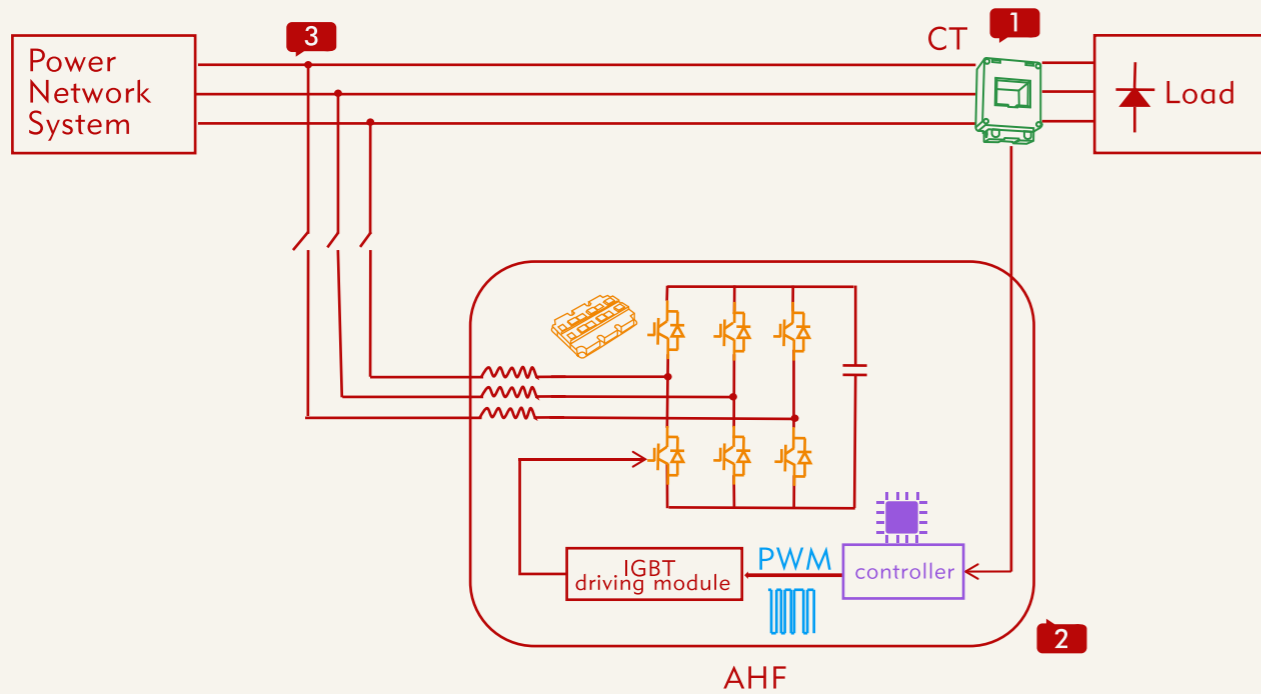 3
1
CT
Power
Network
System
Load
IGBT
driving module
PWM
controller
2
AHF